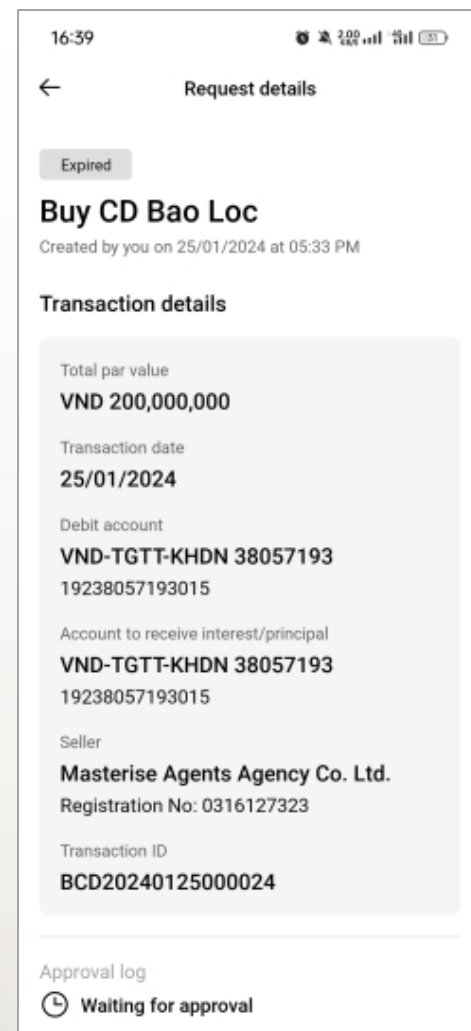 16:39
Request details
Expired
Buy CD Bao Loc
Created by you on 25/01/2024 at 05:33 PM
Transaction details
Total par value
VND 200,000,000
Transaction date
25/01/2024
Debit account
VND-TGTT-KHDN 38057193
19238057193015
Account to receive interest/principal
VND-TGTT-KHDN 38057193
19238057193015
Seller
Masterise Agents Agency Co. Ltd.
Registration No: 0316127323
Transaction ID
BCD20240125000024
Approval log
Waiting for approval